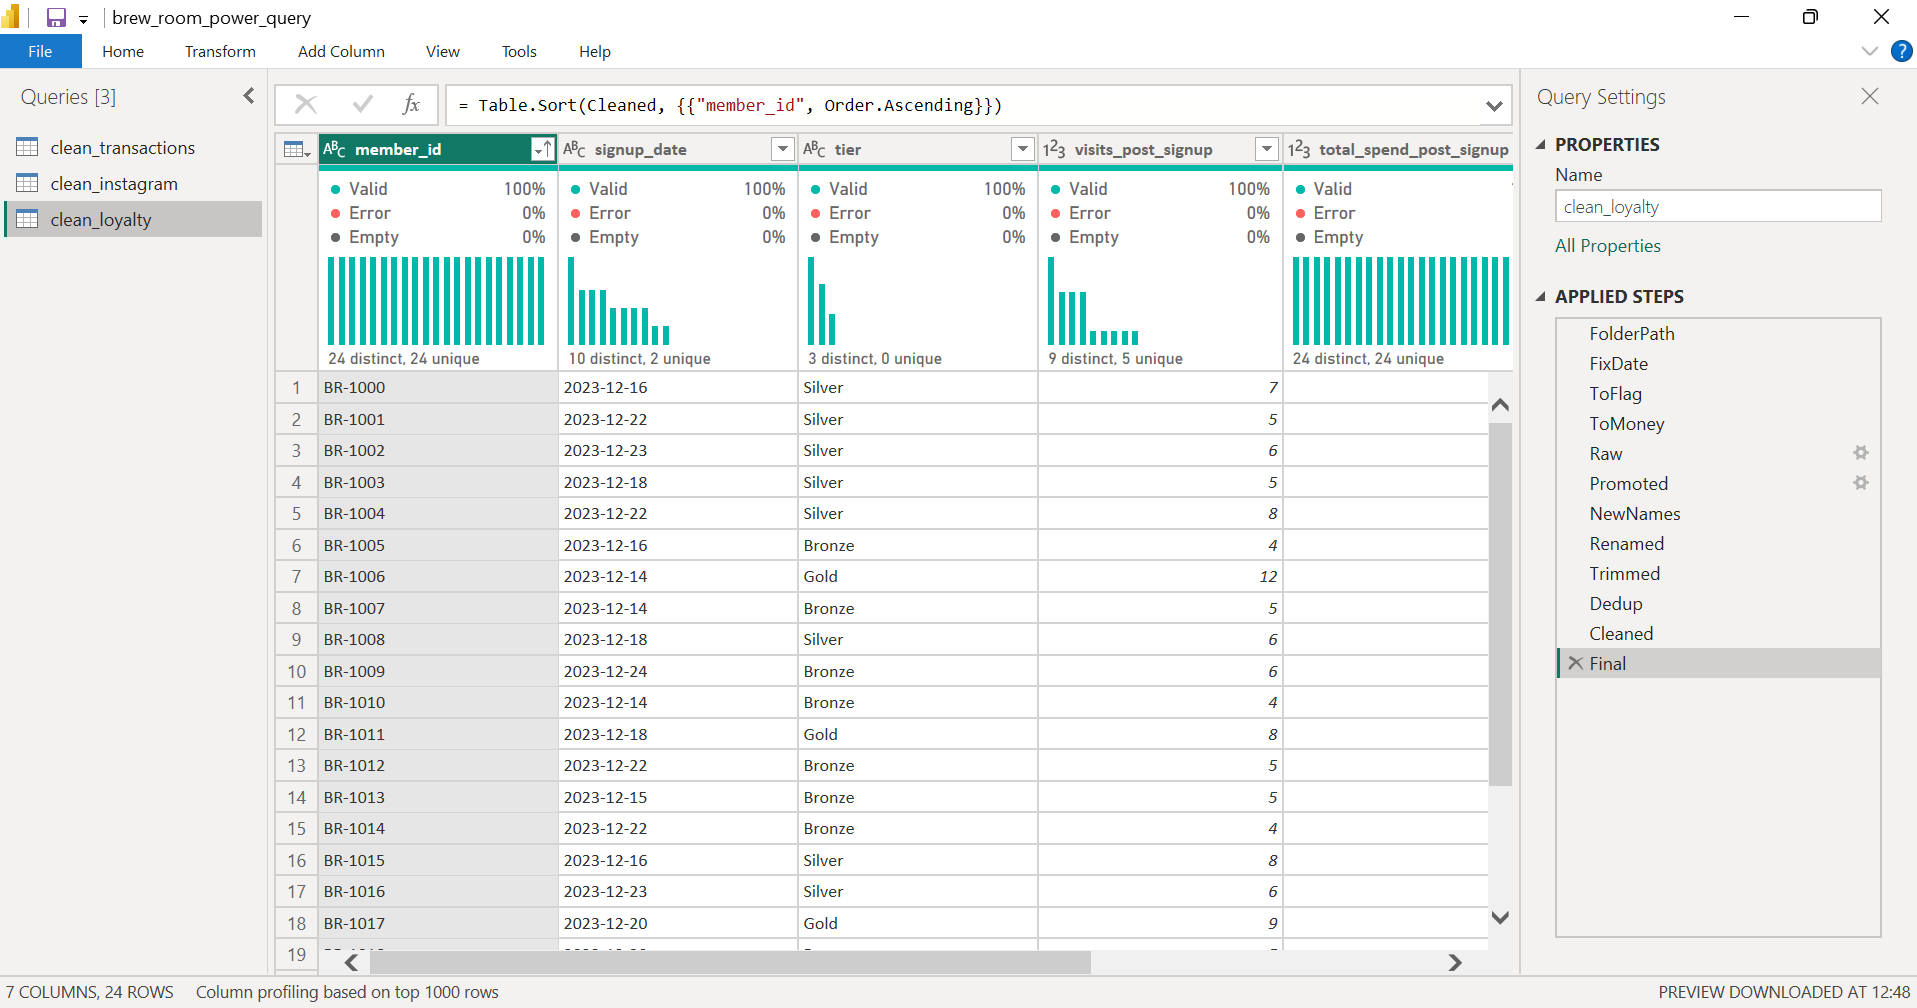 brew_room_power_query
File Home Transform Add Column View Tools Help ?
Queries [3]
clean_transactions
clean_instagram
clean_loyalty
fx = Table.Sort(Cleaned, {{"member_id", Order.Ascending}})
ABC member_id ABC signup_date ABC tier 123 visits_post_signup 123 total_spend_post_signup
Valid 100% Valid 100% Valid 100% Valid 100% Valid
Error 0% Error 0% Error 0% Error 0% Error
Empty 0% Empty 0% Empty 0% Empty 0% Empty
24 distinct, 24 unique 10 distinct, 2 unique 3 distinct, 0 unique 9 distinct, 5 unique 24 distinct, 24 unique
1 BR-1000 2023-12-16 Silver 7
2 BR-1001 2023-12-22 Silver 5
3 BR-1002 2023-12-23 Silver 6
4 BR-1003 2023-12-18 Silver 5
5 BR-1004 2023-12-22 Silver 8
6 BR-1005 2023-12-16 Bronze 4
7 BR-1006 2023-12-14 Gold 12
8 BR-1007 2023-12-14 Bronze 5
9 BR-1008 2023-12-18 Silver 6
10 BR-1009 2023-12-24 Bronze 6
11 BR-1010 2023-12-14 Bronze 4
12 BR-1011 2023-12-18 Gold 8
13 BR-1012 2023-12-22 Bronze 5
14 BR-1013 2023-12-15 Bronze 5
15 BR-1014 2023-12-22 Bronze 4
16 BR-1015 2023-12-16 Silver 8
17 BR-1016 2023-12-23 Silver 6
18 BR-1017 2023-12-20 Gold 9
19
Query Settings
PROPERTIES
Name
clean_loyalty
All Properties
APPLIED STEPS
FolderPath
FixDate
ToFlag
ToMoney
Raw
Promoted
NewNames
Renamed
Trimmed
Dedup
Cleaned
Final
7 COLUMNS, 24 ROWS Column profiling based on top 1000 rows PREVIEW DOWNLOADED AT 12:48